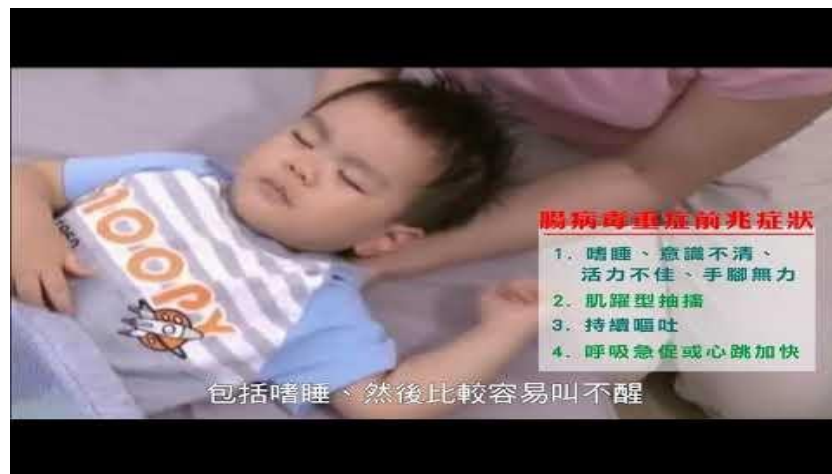 腸病毒重症前兆症狀
1. 嗜睡、意識不清、
活力不佳、手腳無力
2. 肌躍型抽搐
3. 持續嘔吐
4. 呼吸急促或心跳加快
NOOPY
包括嗜睡、然後比較容易叫不醒